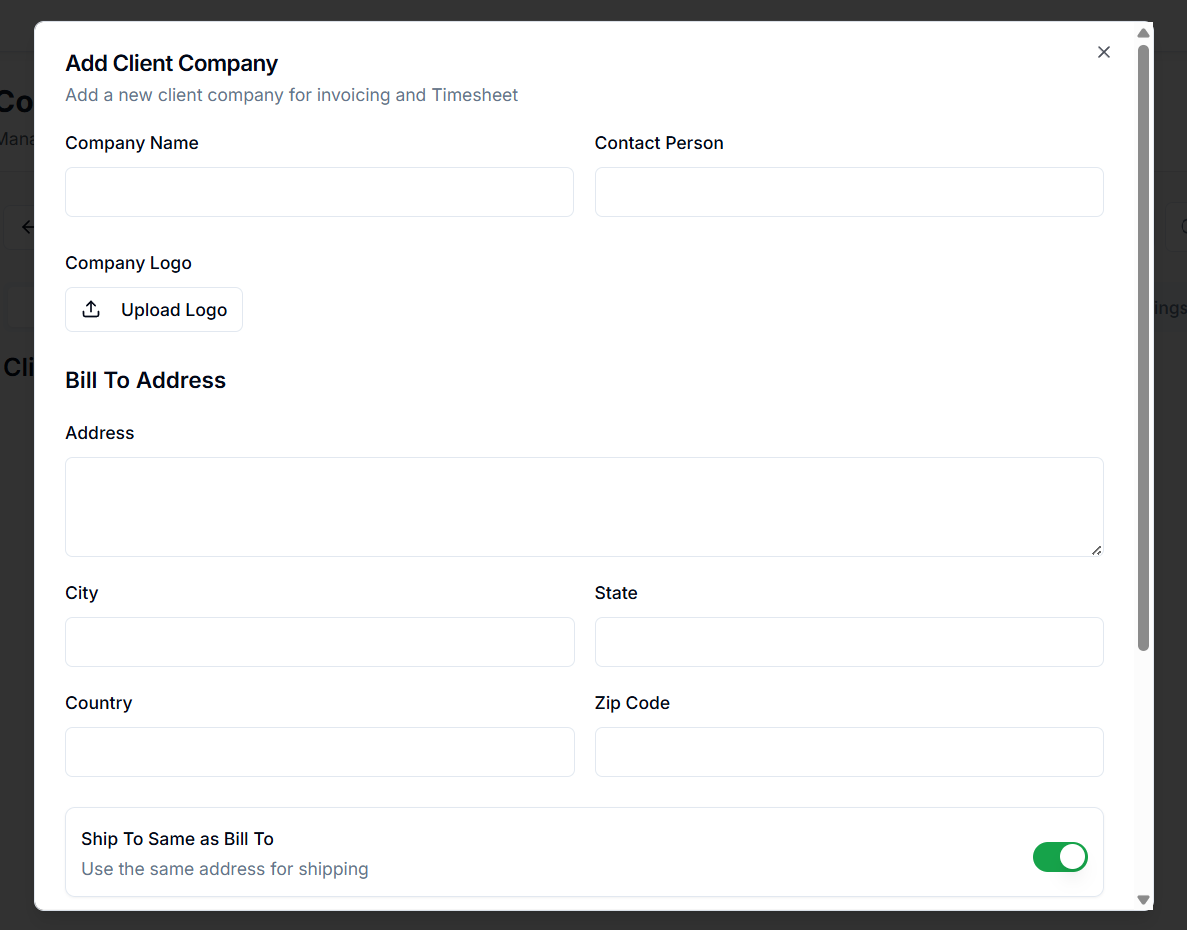 Add Client Company
Add a new client company for invoicing and Timesheet
Company Name
Contact Person
Company Logo
Upload Logo
Bill To Address
Address
City
State
Country
Zip Code
Ship To Same as Bill To
Use the same address for shipping
Co
Mana
Cli
ings